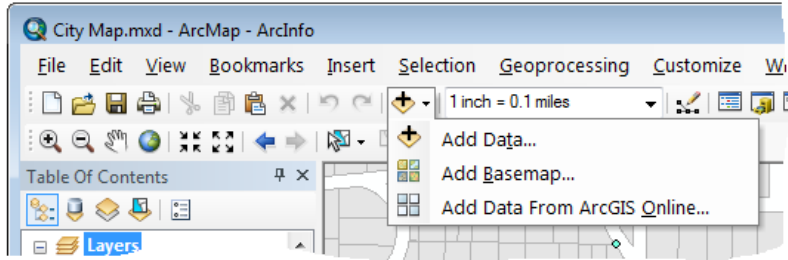 City Map.mxd - ArcMap - ArcInfo
File Edit View Bookmarks Insert Selection Geoprocessing Customize
1 inch = 0.1 miles
Add Data...
Table Of Contents
Add Basemap...
Add Data From ArcGIS Online...
Layers